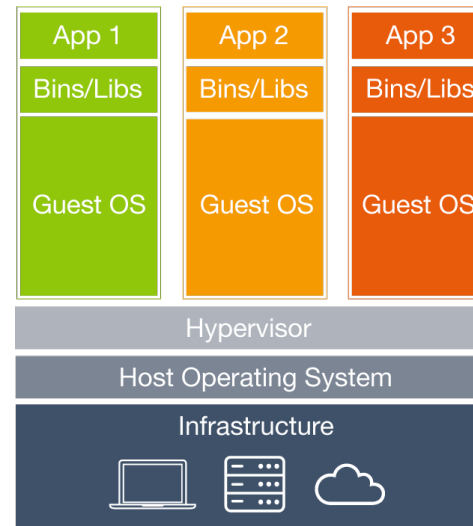 App 1
Bins/Libs
Guest OS
App 2
Bins/Libs
Guest OS
App 3
Bins/Libs
Guest OS
Hypervisor
Host Operating System
Infrastructure